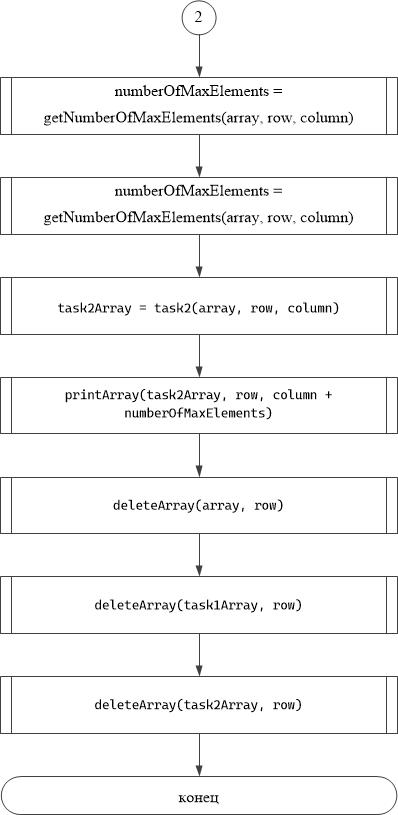 2
numberOfMaxElements =
getNumberOfMaxElements(array, row, column)
numberOfMaxElements =
getNumberOfMaxElements(array, row, column)
task2Array = task2(array, row, column)
printArray(task2Array, row, column +
numberOfMaxElements)
deleteArray(array, row)
deleteArray(task1Array, row)
deleteArray(task2Array, row)
конец